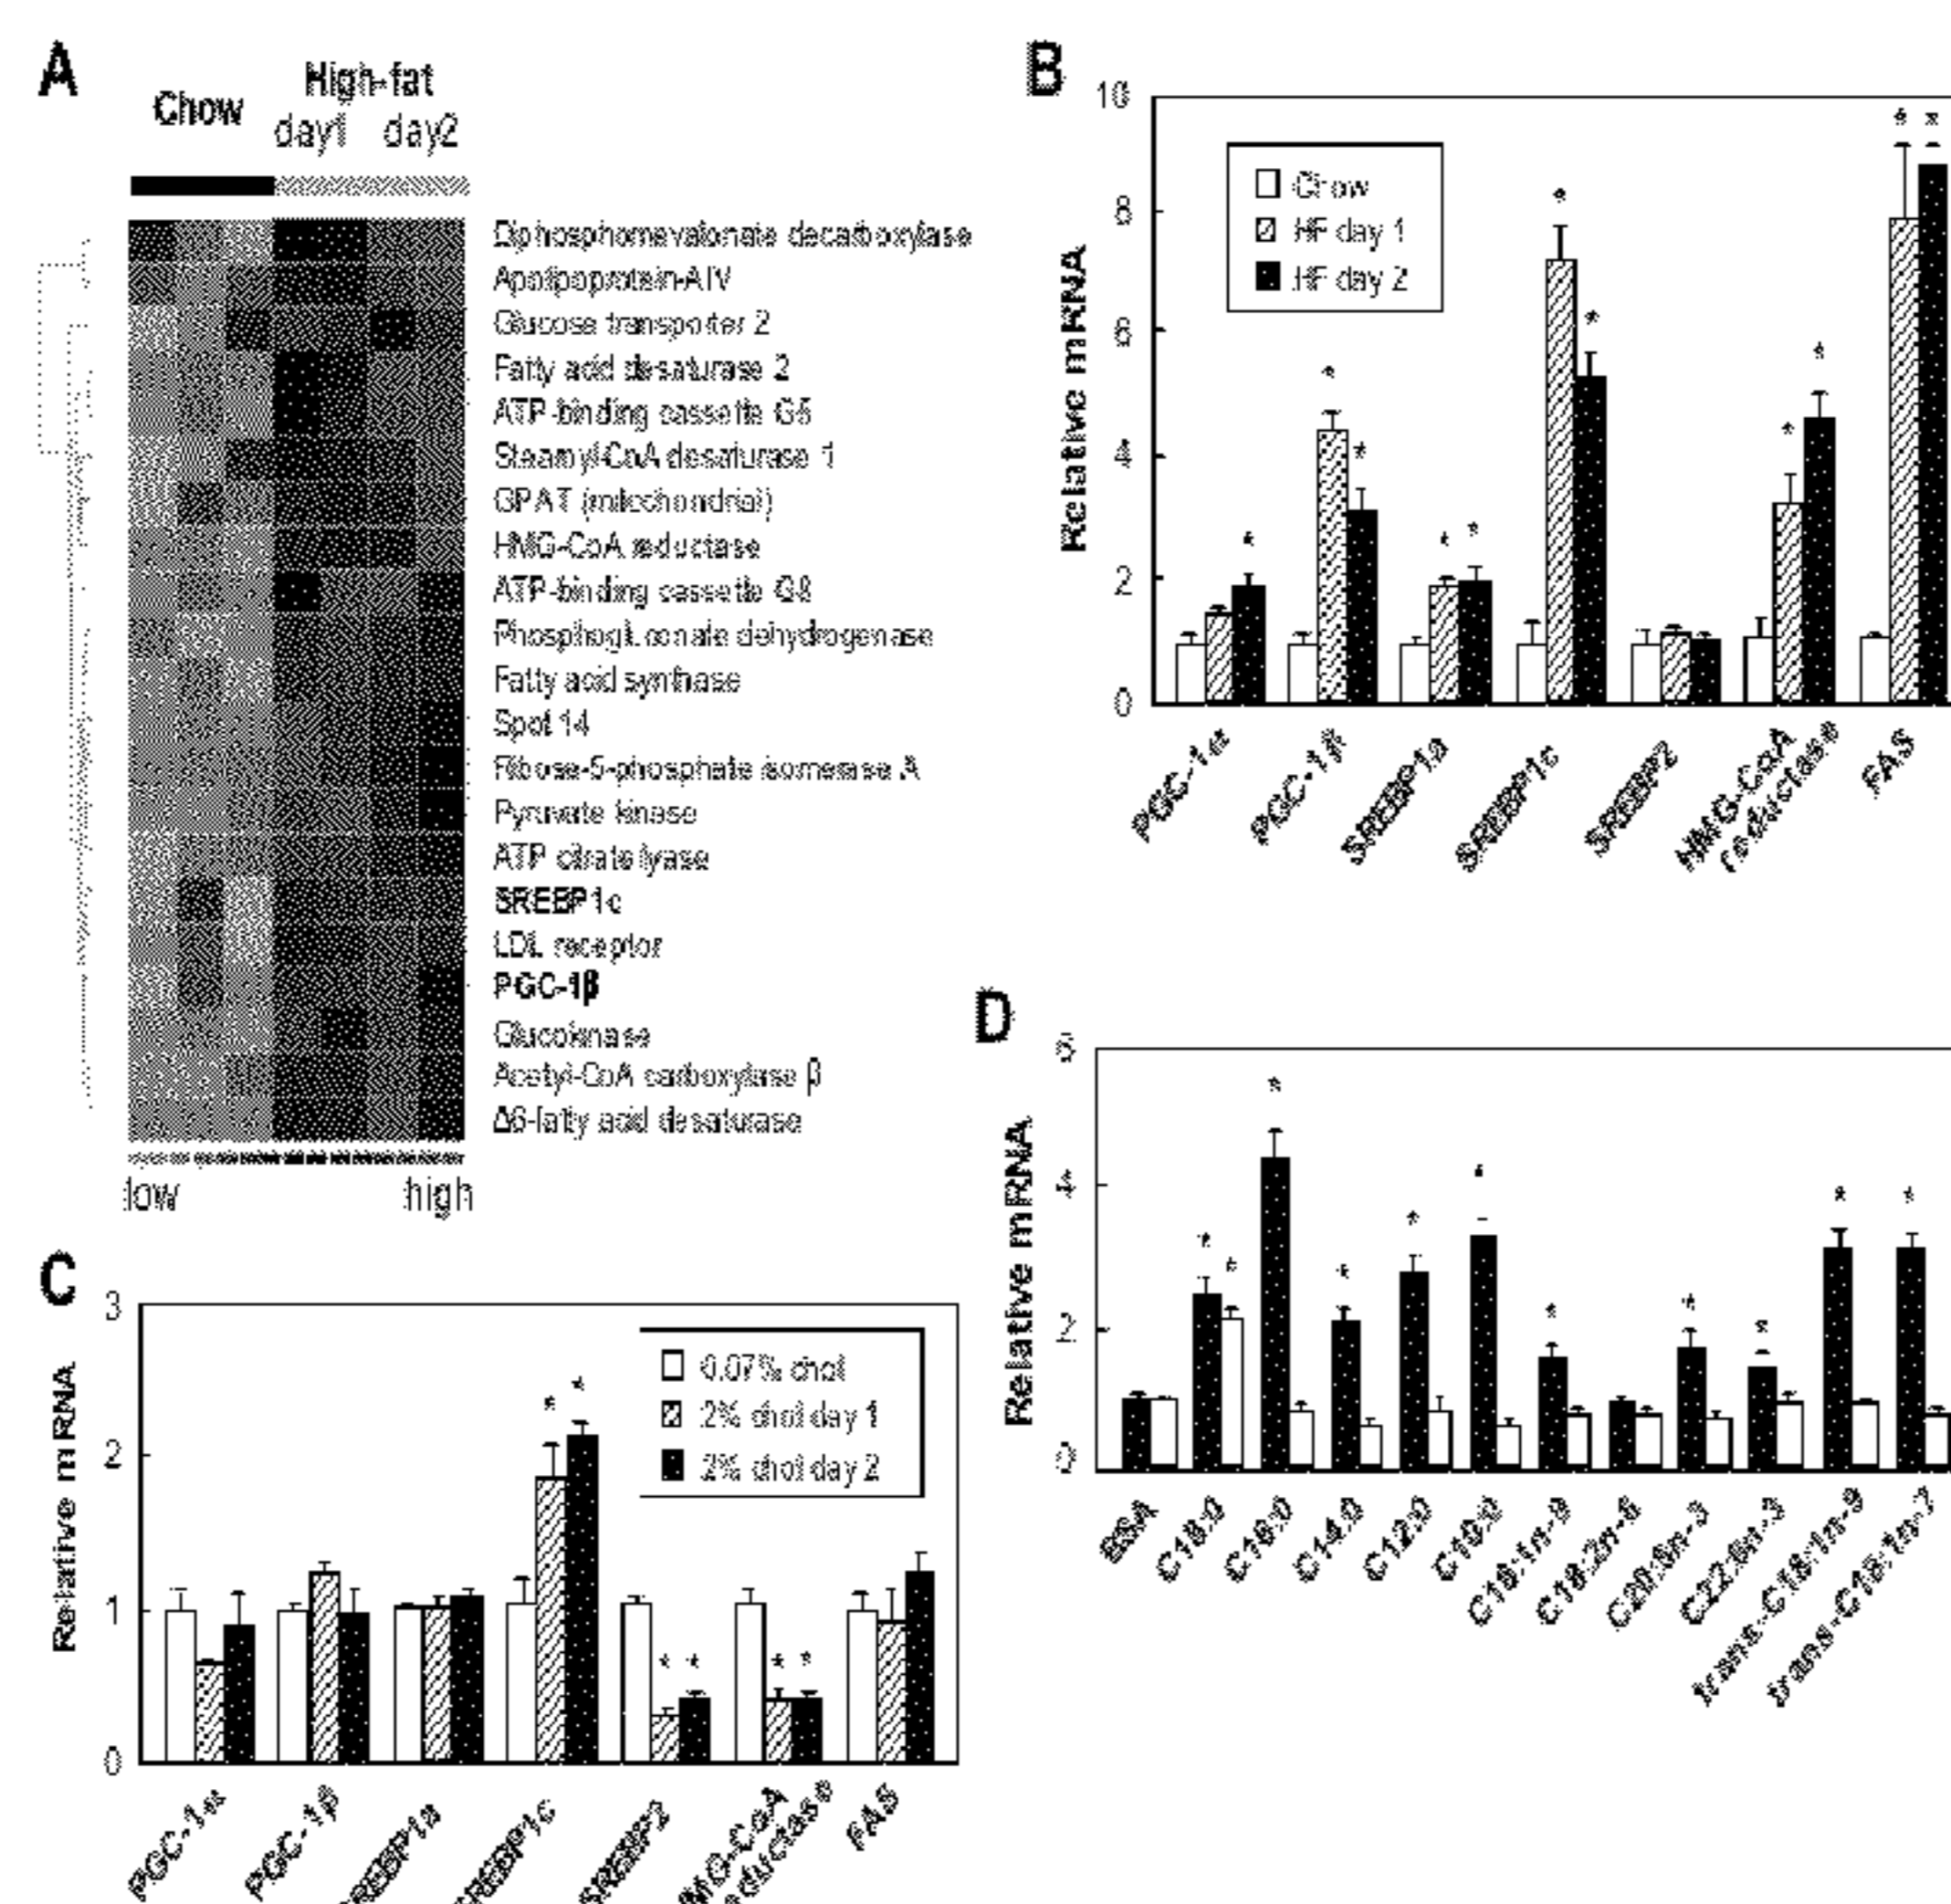 A
Chow
High-fat
day1 day2
Diphosphomevalonate decarboxylase
Apolipoprotein-AIV
Glucose transporter 2
Fatty acid desaturase 2
ATP-binding cassette G5
Stearoyl-CoA desaturase 1
GPAT (mitochondrial)
HMG-CoA reductase
ATP-binding cassette G8
Phosphogluconate dehydrogenase
Fatty acid synthase
Spot 14
Ribose-5-phosphate isomerase A
Pyruvate kinase
ATP citrate lyase
SREBP1c
LDL receptor
PGC-1β
Glucokinase
Acetyl-CoA carboxylase β
Δ6-fatty acid desaturase
low high
B
Relative mRNA
10
8
6
4
2
0
Chow
HF day 1
HF day 2
PGC-1α
PGC-1β
SREBP1a
SREBP1c
SREBP2
HMG-CoA
reductase
FAS
C
Relative mRNA
3
2
1
0
0.07% chol
2% chol day 1
2% chol day 2
PGC-1α
PGC-1β
REBP1a
REBP1c
SREBP2
MG-CoA
eductase
FAS
D
Relative mRNA
4
2
0
BSA
C18:0
C16:0
C14:0
C12:0
C10:0
C18:1n-9
C18:2n-6
C20:5n-3
C22:6n-3
trans-C18:1n-9
trans-C18:1n-7